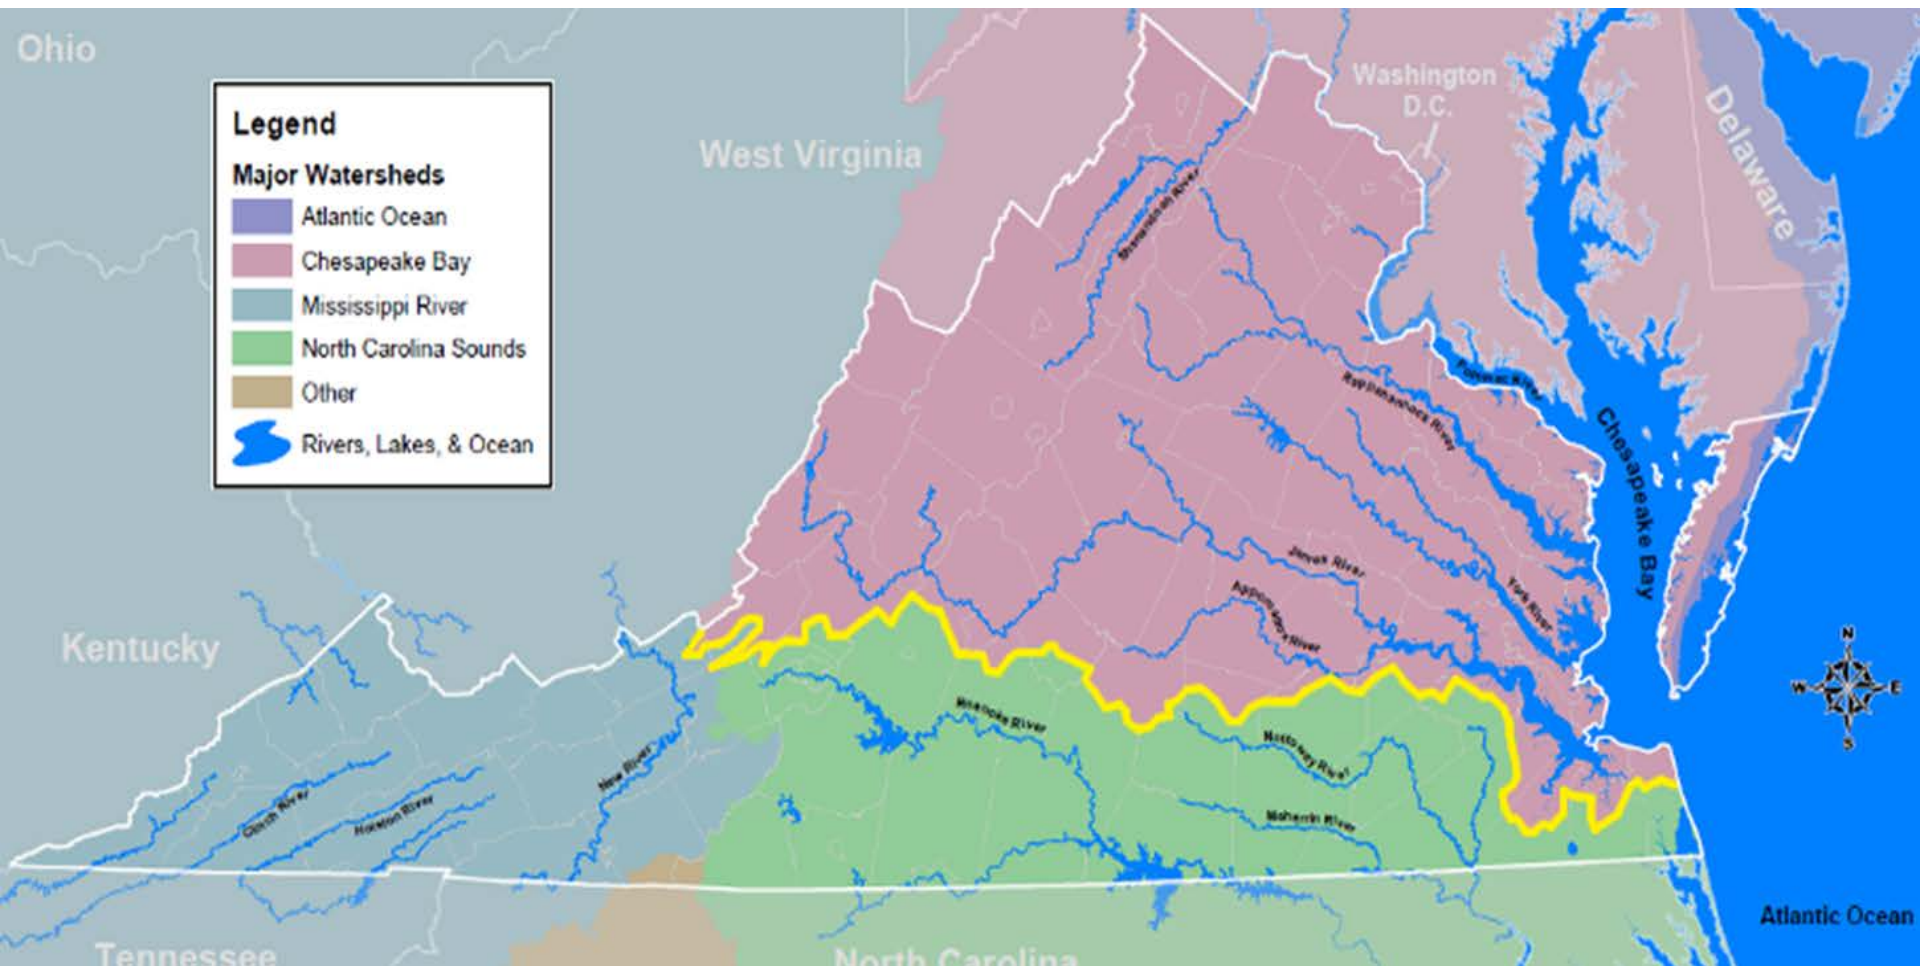 Ohio
Legend
Major Watersheds
Atlantic Ocean
Chesapeake Bay
Mississippi River
North Carolina Sounds
Other
Rivers, Lakes, & Ocean
West Virginia
Washington
D.C.
Delaware
Shenandoah River
Potomac River
Rappahannock River
Chesapeake Bay
James River
York River
Appomattox River
Kentucky
N
W
E
S
Roanoke River
Nottoway River
New River
Clinch River
Holston River
Meherrin River
Atlantic Ocean
Tennessee
North Carolina